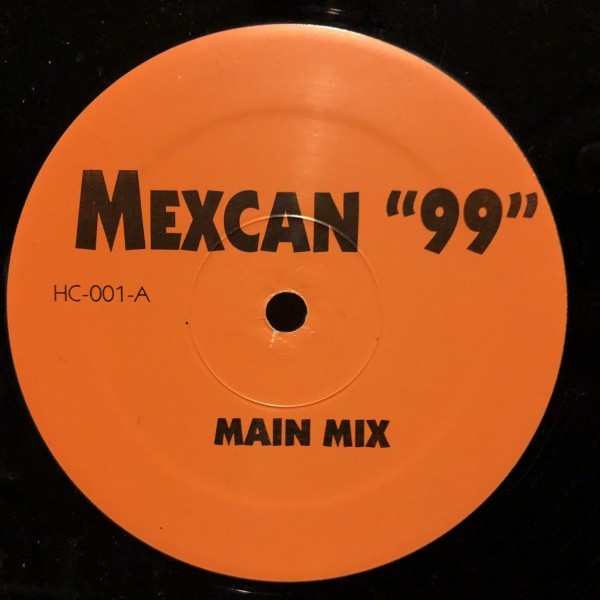 MEXCAN “99”
HC-001-A
MAIN MIX